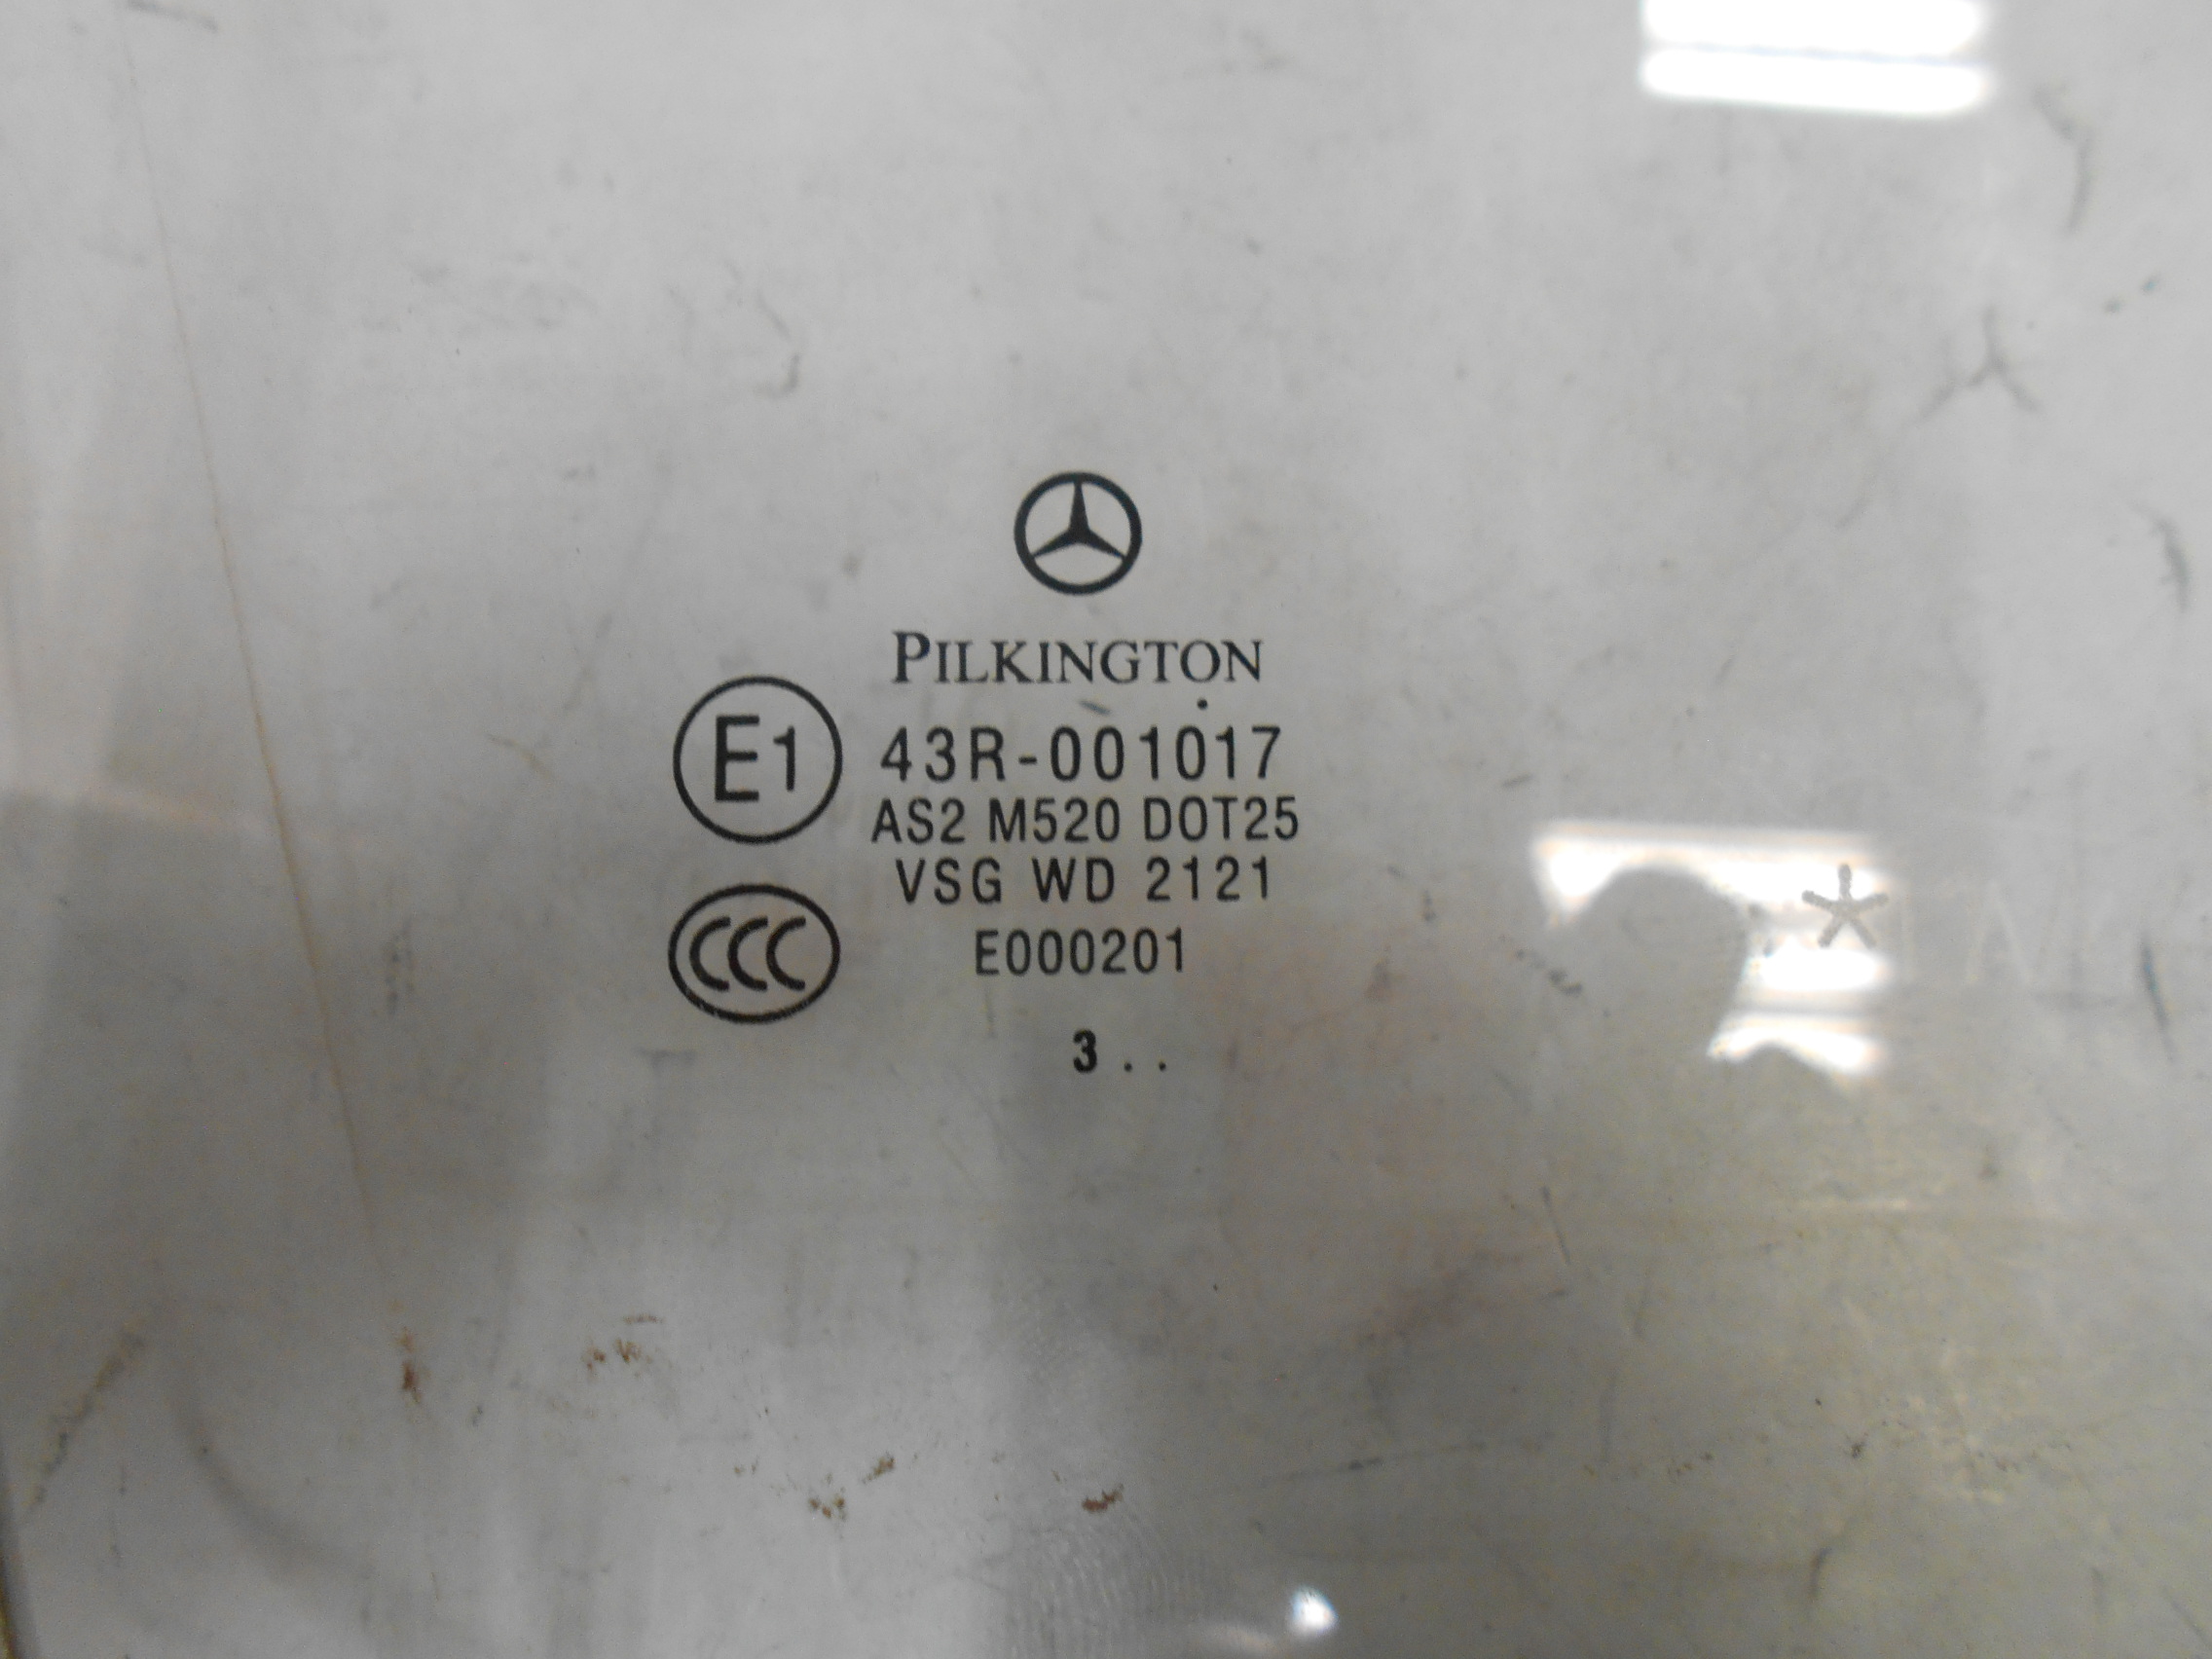 PILKINGTON
E1 43R-001017
AS2 M520 DOT25
VSG WD 2121
CCC E000201
3 . .